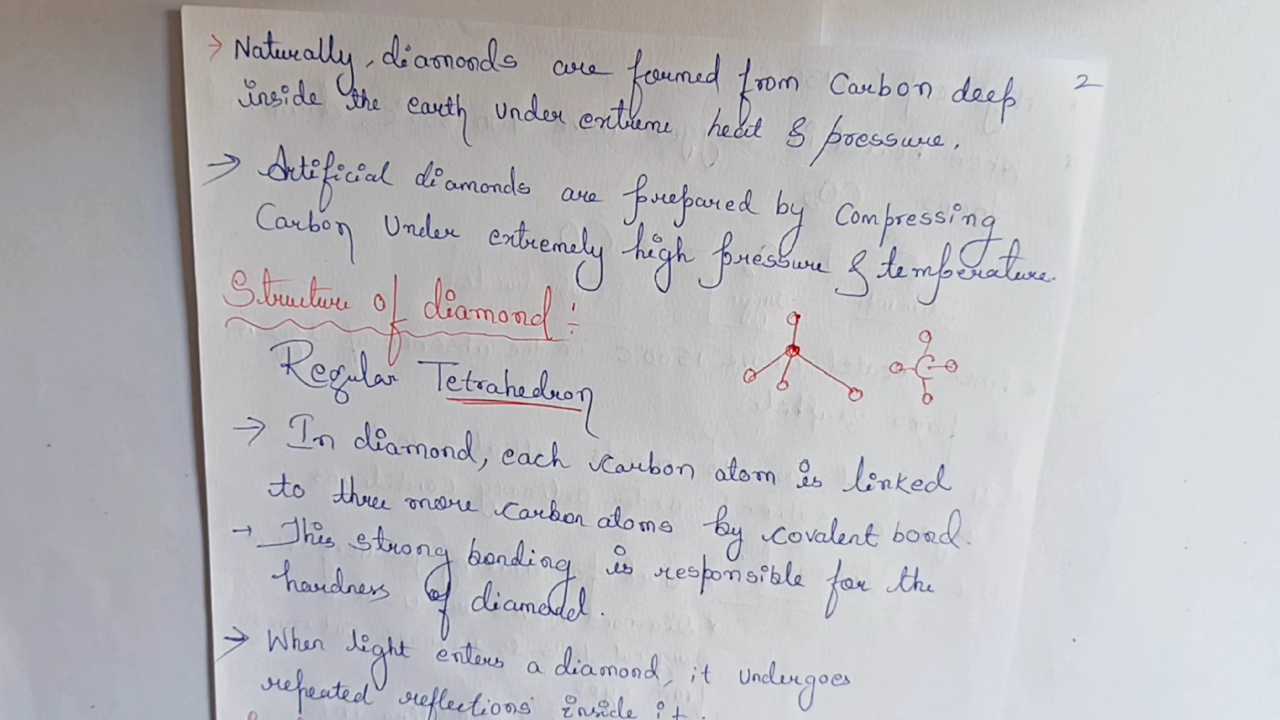 → Naturally, diamonds are formed from Carbon deep 2
inside the earth under extreme heat & pressure.
→ Artificial diamonds are prepared by Compressing
Carbon Under extremely high pressure & temperature.
Structure of diamond :-
Regular Tetrahedron
C
→ In diamond, each carbon atom is linked
to three more carbon atoms by covalent bond.
→ This strong bonding is responsible for the
hardness of diamond.
→ When light enters a diamond, it undergoes
repeated reflections inside it.